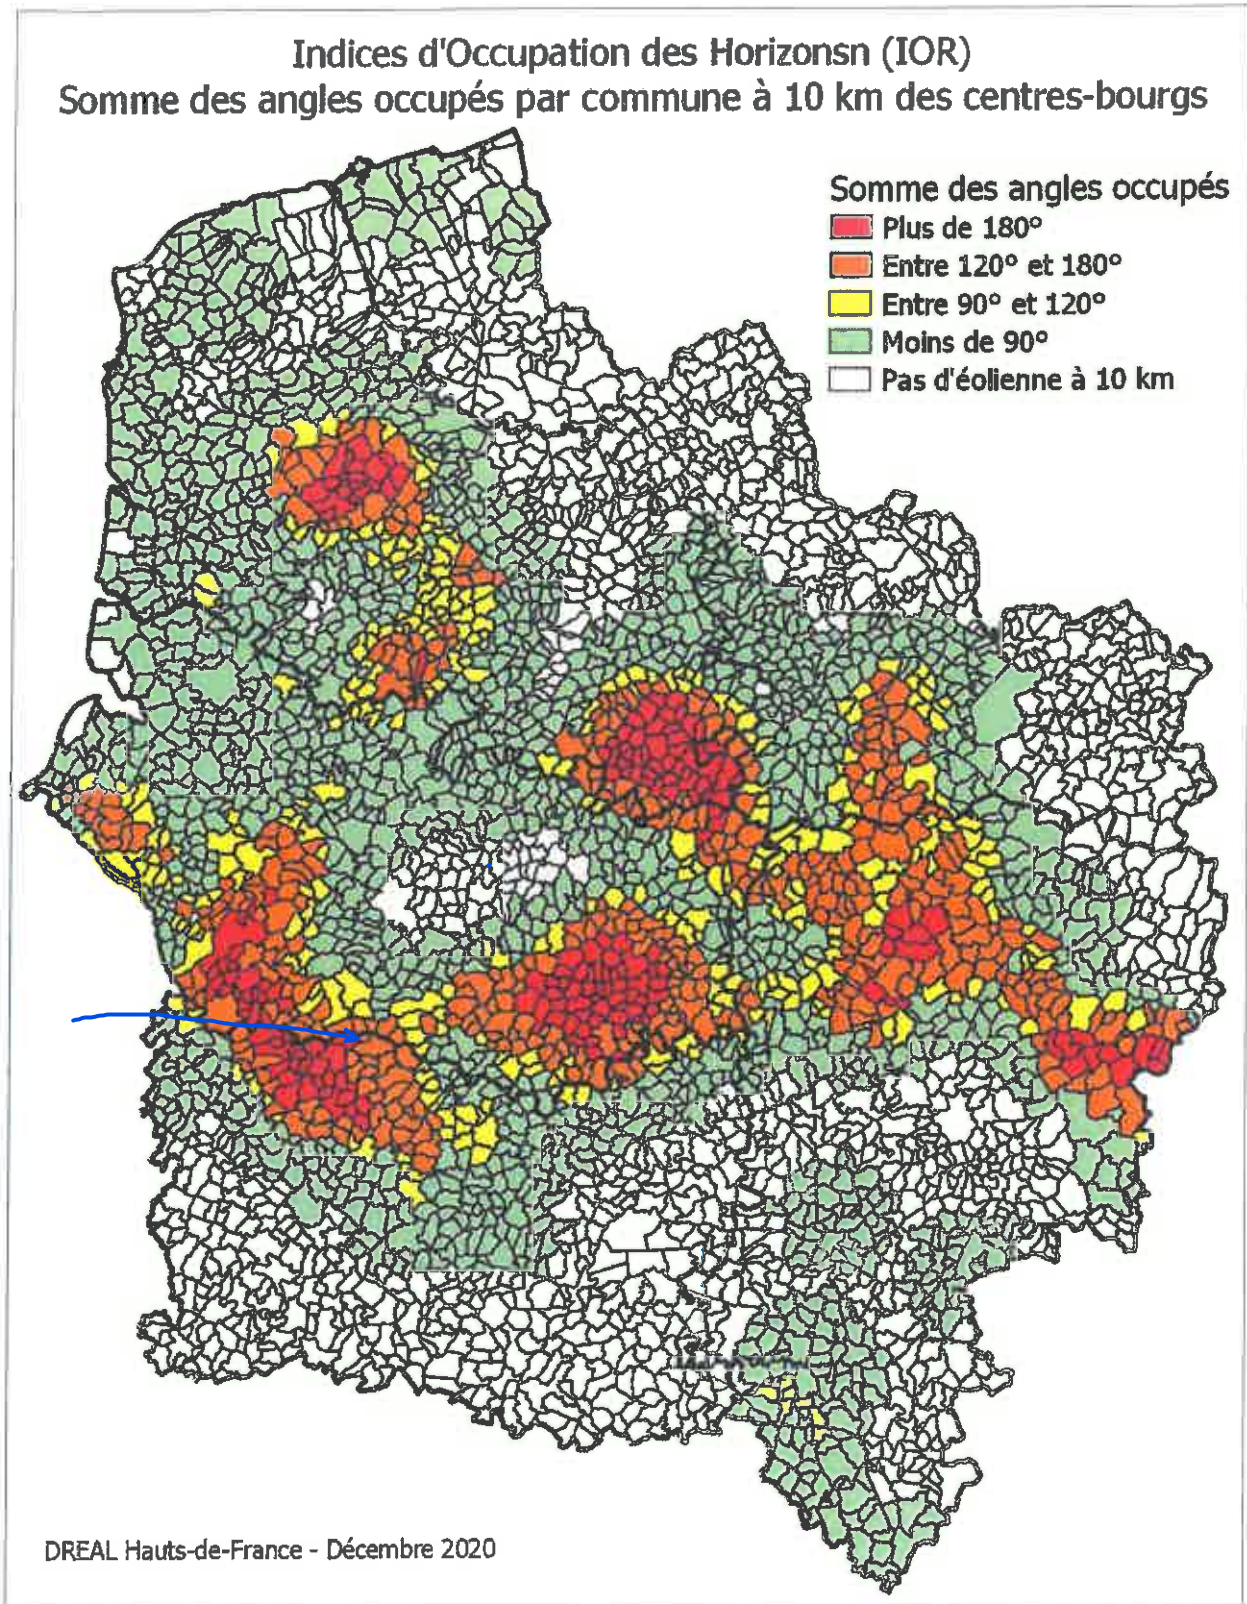 Indices d'Occupation des Horizonsn (IOR)
Somme des angles occupés par commune à 10 km des centres-bourgs
Somme des angles occupés
Plus de 180°
Entre 120° et 180°
Entre 90° et 120°
Moins de 90°
Pas d'éolienne à 10 km
DREAL Hauts-de-France - Décembre 2020